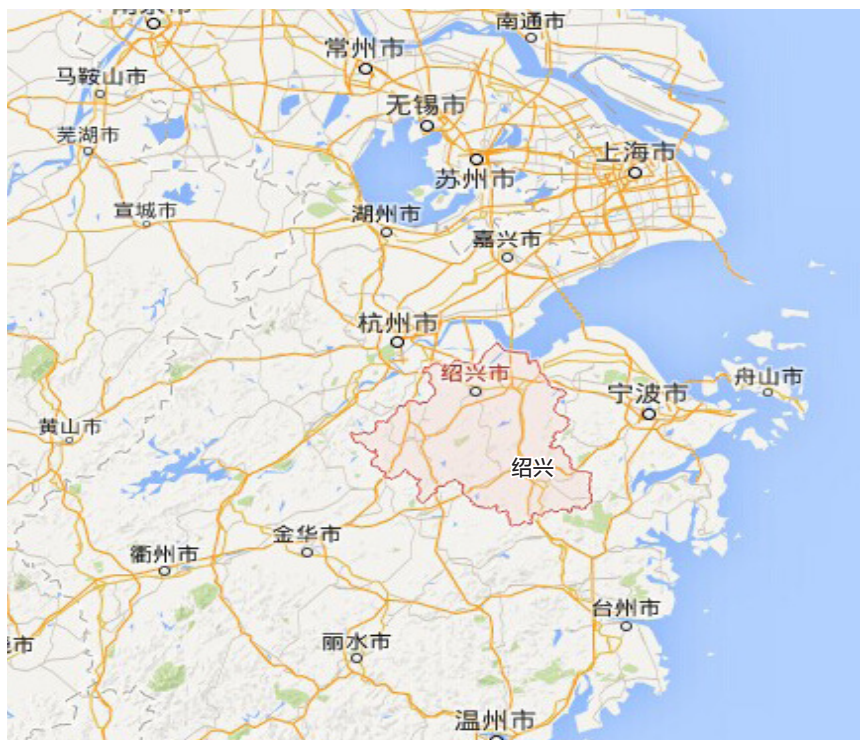 南通市
常州市
马鞍山市
无锡市
芜湖市
上海市
苏州市
宣城市
湖州市
嘉兴市
杭州市
绍兴市
舟山市
宁波市
黄山市
绍兴
金华市
衢州市
台州市
丽水市
温州市